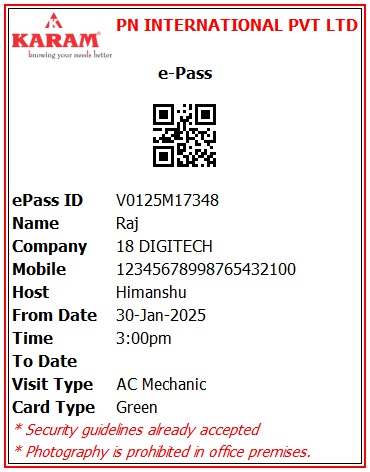 PN INTERNATIONAL PVT LTD
KARAM®
knowing your needs better
e-Pass
ePass ID V0125M17348
Name Raj
Company 18 DIGITECH
Mobile 12345678998765432100
Host Himanshu
From Date 30-Jan-2025
Time 3:00pm
To Date
Visit Type AC Mechanic
Card Type Green
* Security guidelines already accepted
* Photography is prohibited in office premises.